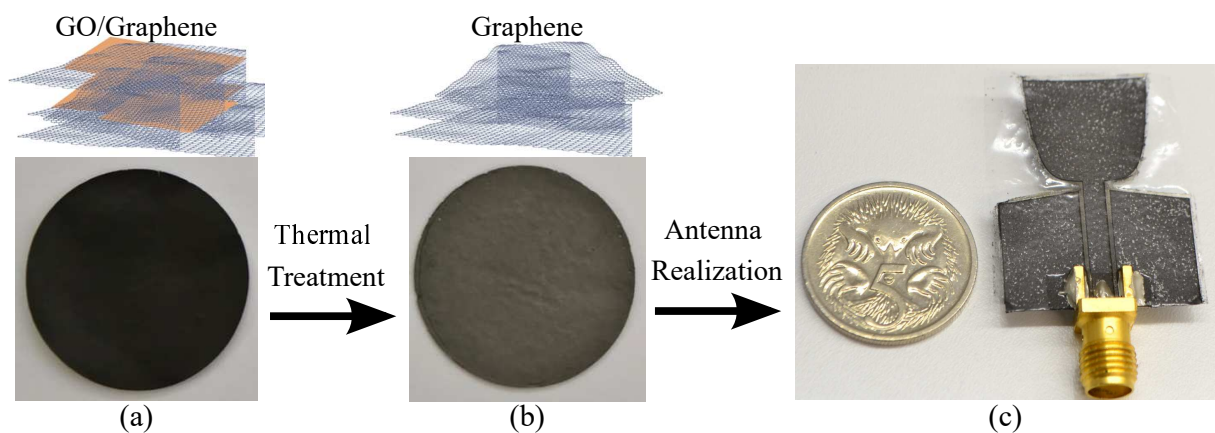 GO/Graphene
Graphene
Thermal
Treatment
Antenna
Realization
5
(a)
(b)
(c)